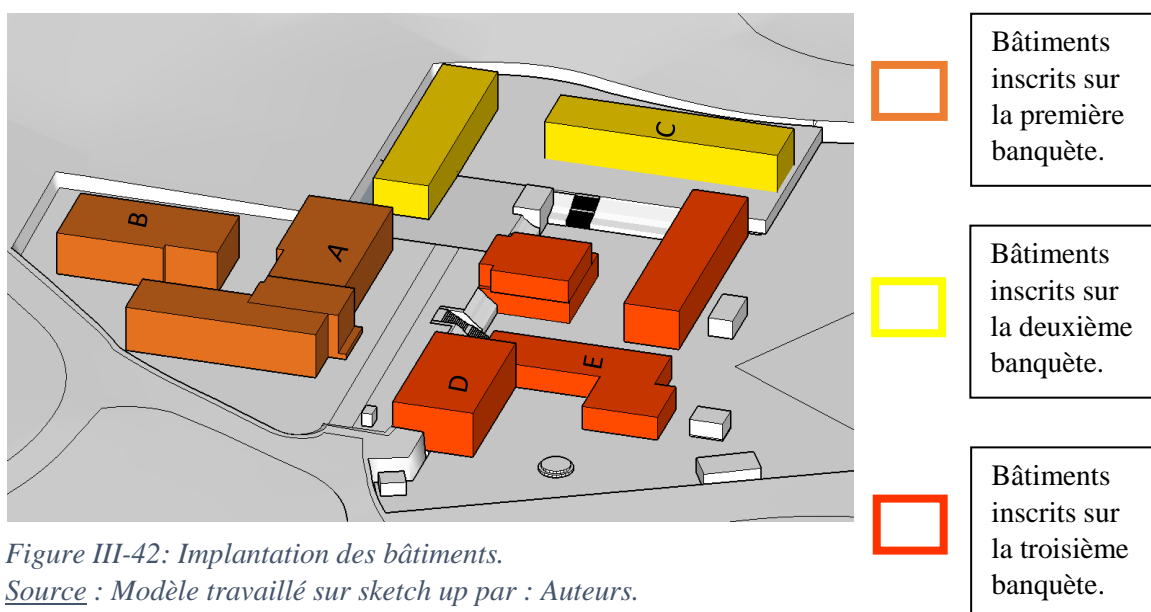 B
A
C
D
E
Bâtiments
inscrits sur
la première
banquète.
Bâtiments
inscrits sur
la deuxième
banquète.
Bâtiments
inscrits sur
la troisième
banquète.
Figure III-42: Implantation des bâtiments.
Source : Modèle travaillé sur sketch up par : Auteurs.